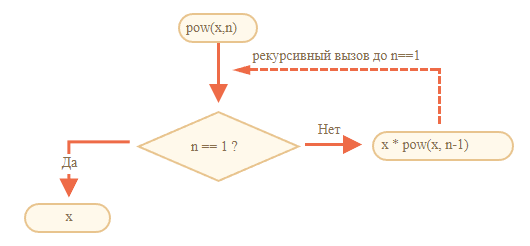 pow(x,n)
рекурсивный вызов до n==1
Нет
n == 1 ?
x * pow(x, n-1)
Да
x